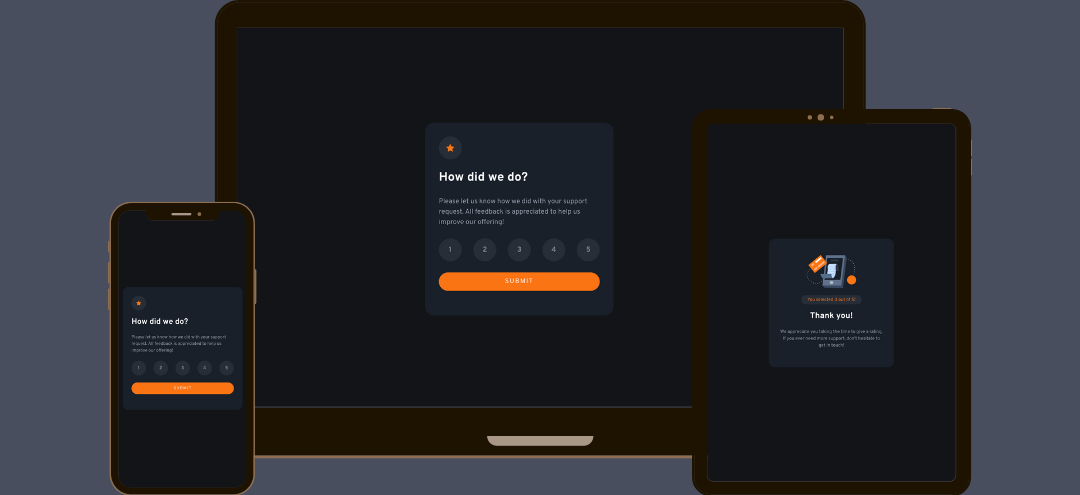 How did we do?
Please let us know how we did with your support
request. All feedback is appreciated to help us
improve our offering!
1 2 3 4 5
SUBMIT
How did we do?
Please let us know how we did with your support
request. All feedback is appreciated to help us
improve our offering!
1 2 3 4 5
SUBMIT
You selected out of 5!
Thank you!
We appreciate you taking the time to give a rating.
If you ever need more support, don't hesitate to
get in touch!